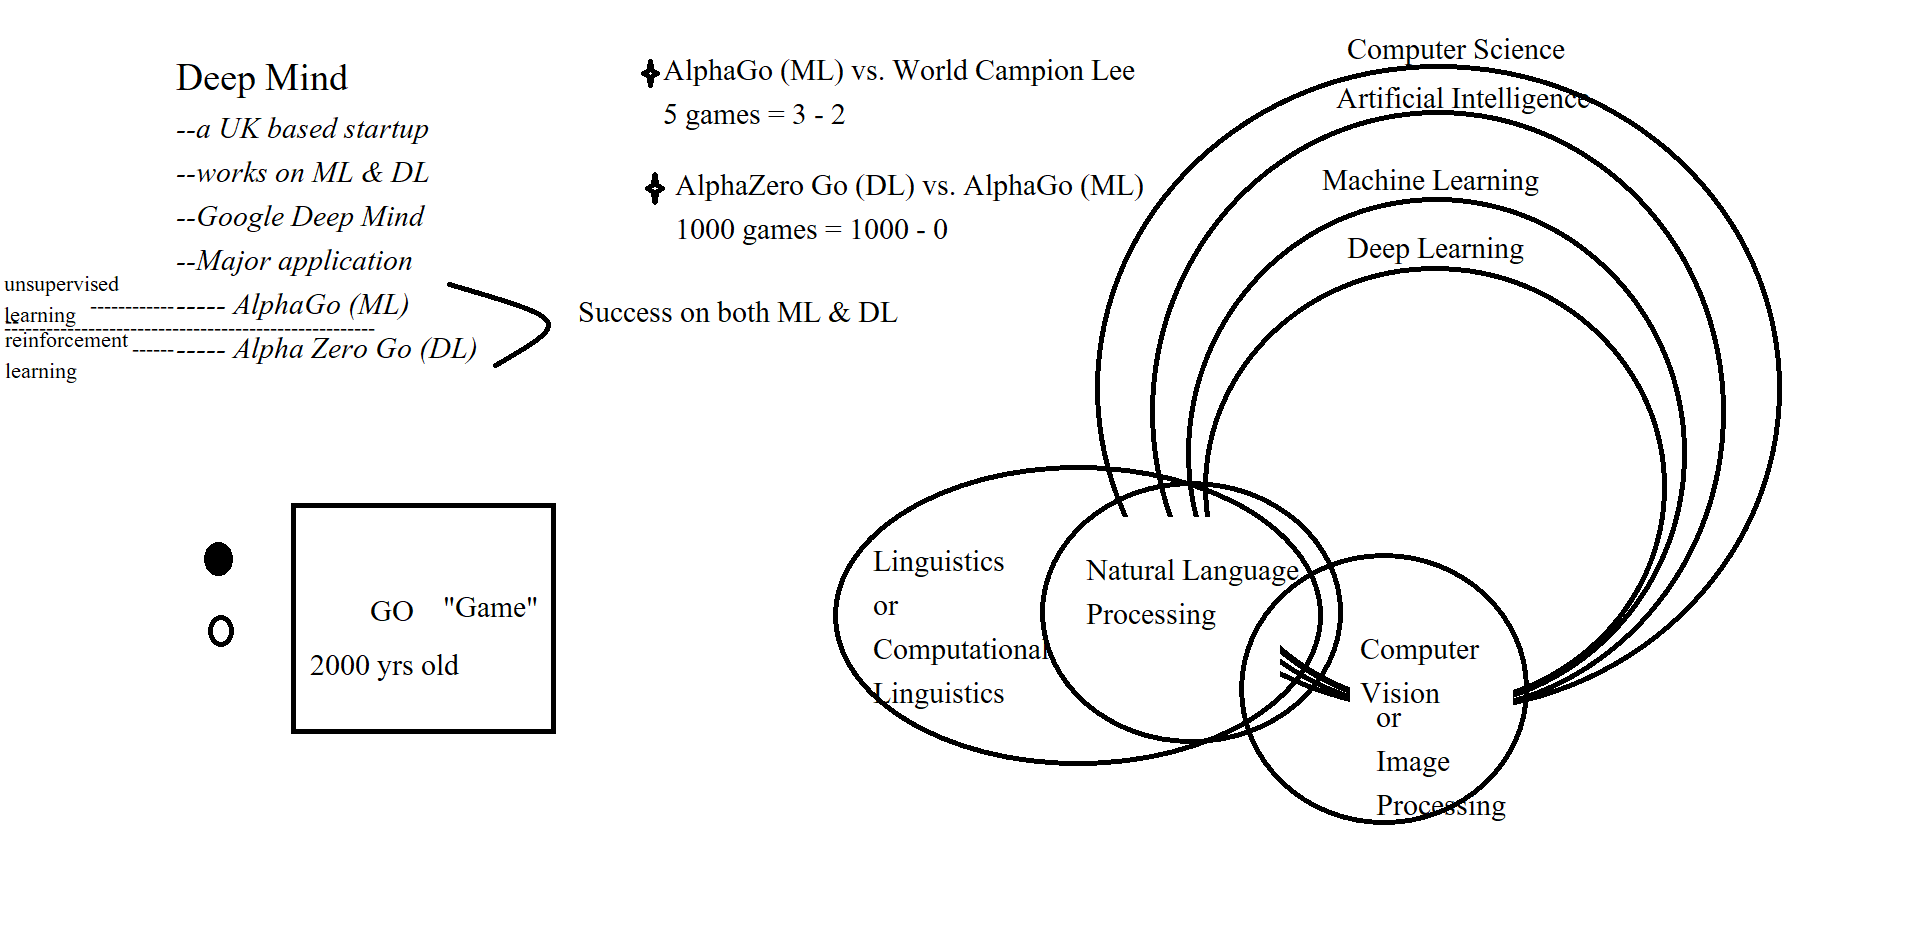 Deep Mind
--a UK based startup
--works on ML & DL
--Google Deep Mind
--Major application
unsupervised
learning
----------------- AlphaGo (ML)
reinforcement
learning
----------- Alpha Zero Go (DL)
Success on both ML & DL
AlphaGo (ML) vs. World Campion Lee
5 games = 3 - 2
AlphaZero Go (DL) vs. AlphaGo (ML)
1000 games = 1000 - 0
GO "Game"
2000 yrs old
Computer Science
Artificial Intelligence
Machine Learning
Deep Learning
Linguistics
or
Computational
Linguistics
Natural Language
Processing
Computer
Vision
or
Image
Processing